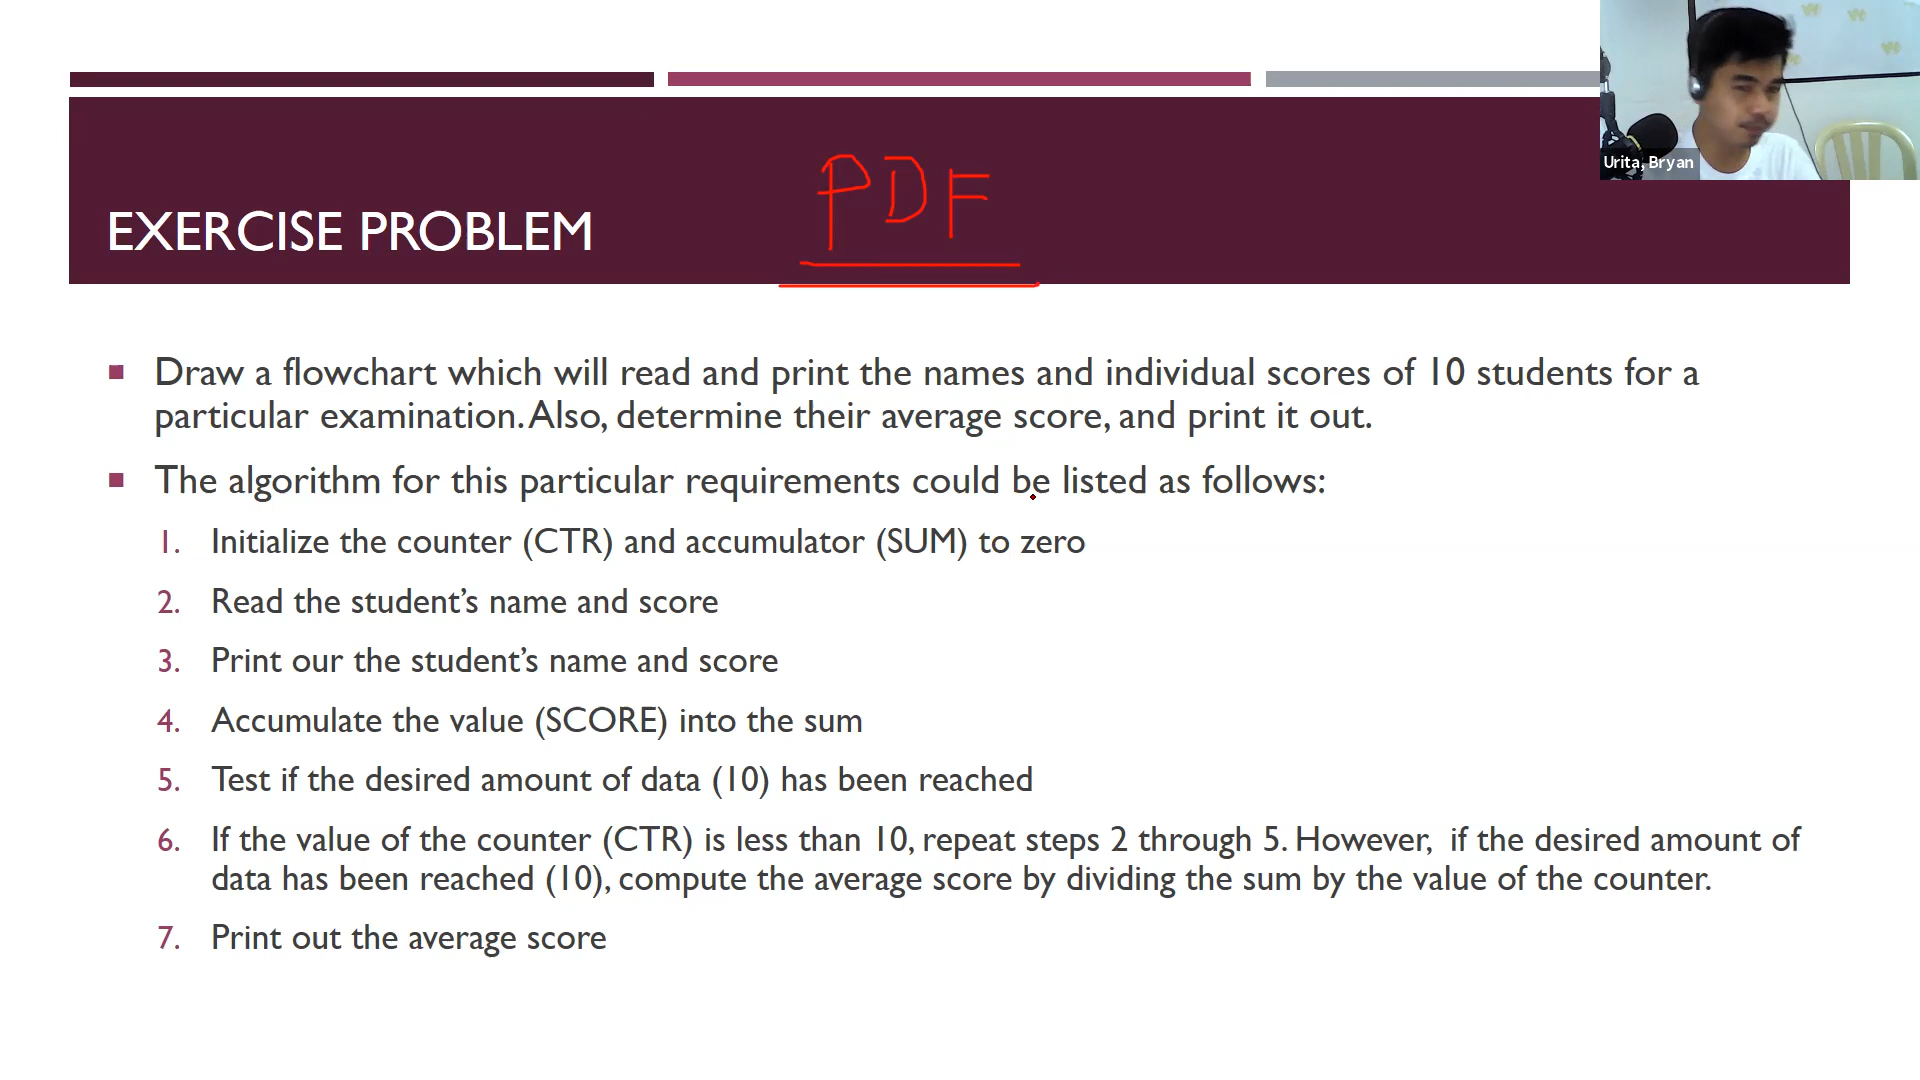 Urita, Bryan
PDF
EXERCISE PROBLEM
Draw a flowchart which will read and print the names and individual scores of 10 students for a
particular examination. Also, determine their average score, and print it out.
The algorithm for this particular requirements could be listed as follows:
1. Initialize the counter (CTR) and accumulator (SUM) to zero
2. Read the student’s name and score
3. Print our the student’s name and score
4. Accumulate the value (SCORE) into the sum
5. Test if the desired amount of data (10) has been reached
6. If the value of the counter (CTR) is less than 10, repeat steps 2 through 5. However, if the desired amount of
data has been reached (10), compute the average score by dividing the sum by the value of the counter.
7. Print out the average score